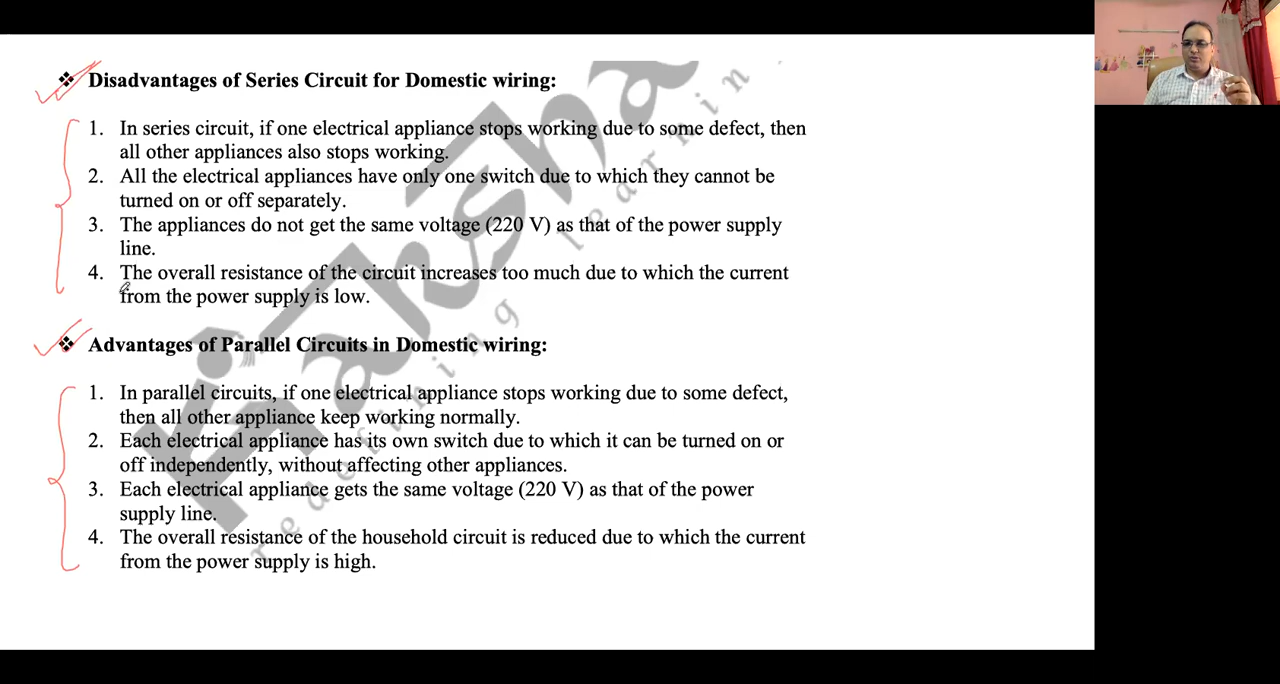 ❖ Disadvantages of Series Circuit for Domestic wiring:
1. In series circuit, if one electrical appliance stops working due to some defect, then
all other appliances also stops working.
2. All the electrical appliances have only one switch due to which they cannot be
turned on or off separately.
3. The appliances do not get the same voltage (220 V) as that of the power supply
line.
4. The overall resistance of the circuit increases too much due to which the current
from the power supply is low.
❖ Advantages of Parallel Circuits in Domestic wiring:
1. In parallel circuits, if one electrical appliance stops working due to some defect,
then all other appliance keep working normally.
2. Each electrical appliance has its own switch due to which it can be turned on or
off independently, without affecting other appliances.
3. Each electrical appliance gets the same voltage (220 V) as that of the power
supply line.
4. The overall resistance of the household circuit is reduced due to which the current
from the power supply is high.
redefining learnin